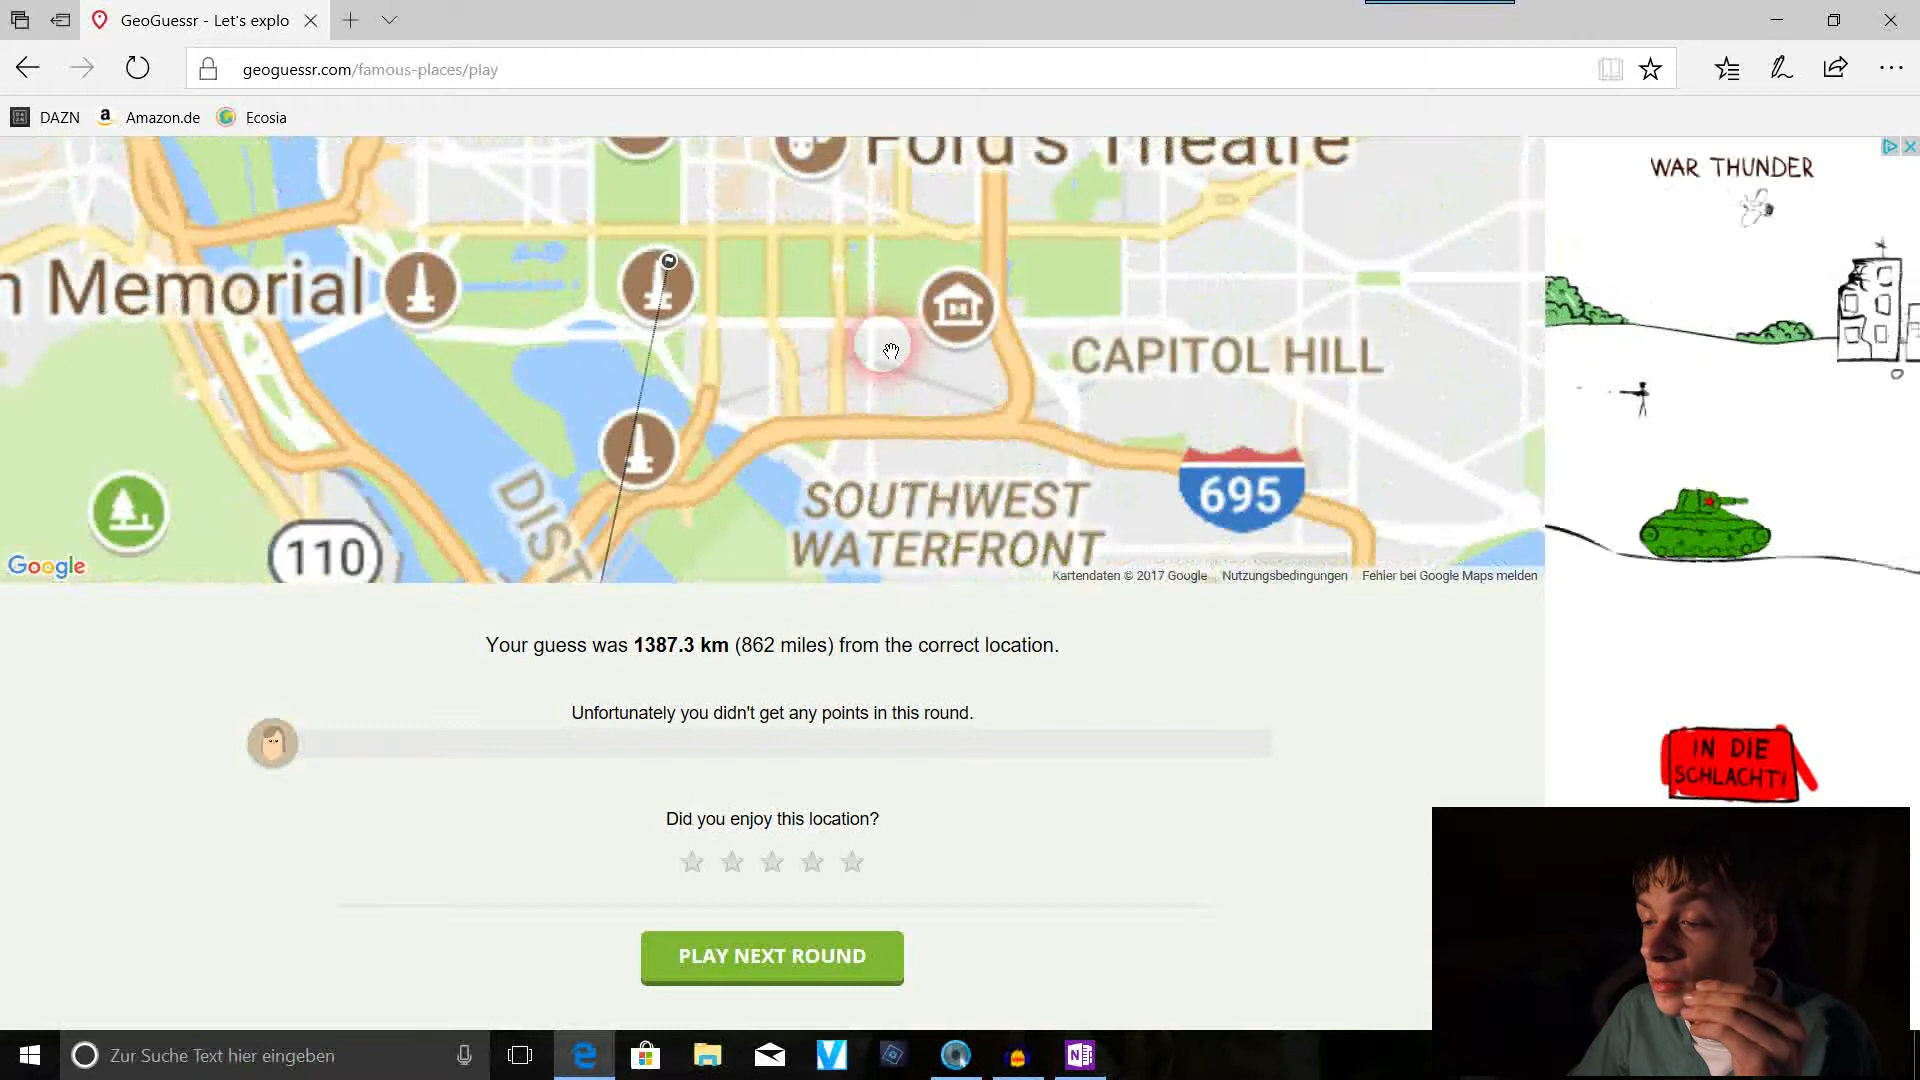 GeoGuessr - Let's explo
geoguessr.com/famous-places/play
DAZN
Amazon.de
Ecosia
Ford's Theatre
n Memorial
CAPITOL HILL
SOUTHWEST
WATERFRONT
DIST
695
110
Google
Kartendaten © 2017 Google
Nutzungsbedingungen
Fehler bei Google Maps melden
Your guess was 1387.3 km (862 miles) from the correct location.
Unfortunately you didn't get any points in this round.
Did you enjoy this location?
PLAY NEXT ROUND
WAR THUNDER
IN DIE
SCHLACHT!
Zur Suche Text hier eingeben